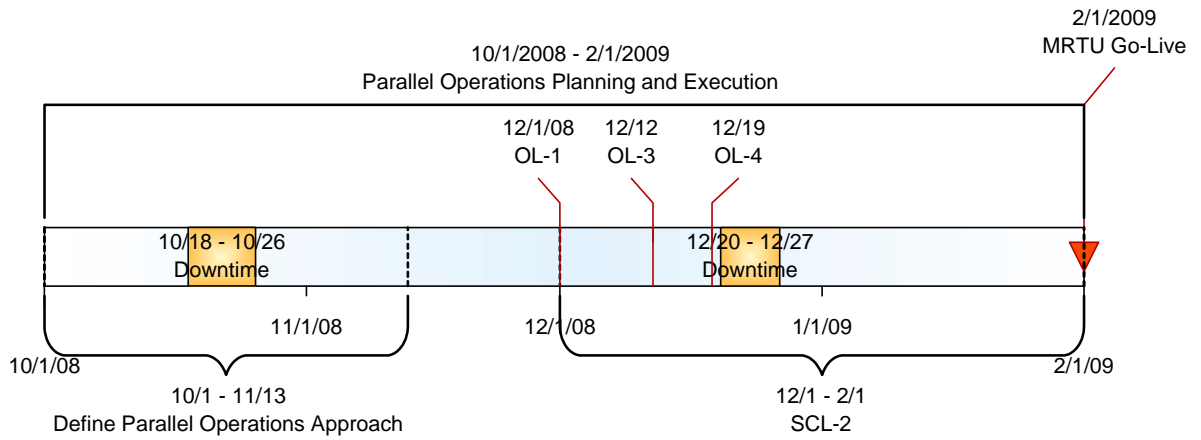 2/1/2009
MRTU Go-Live
10/1/2008 - 2/1/2009
Parallel Operations Planning and Execution
12/1/08
OL-1
12/12
OL-3
12/19
OL-4
10/18 - 10/26
Downtime
12/20 - 12/27
Downtime
11/1/08
12/1/08
1/1/09
10/1/08
2/1/09
10/1 - 11/13
Define Parallel Operations Approach
12/1 - 2/1
SCL-2